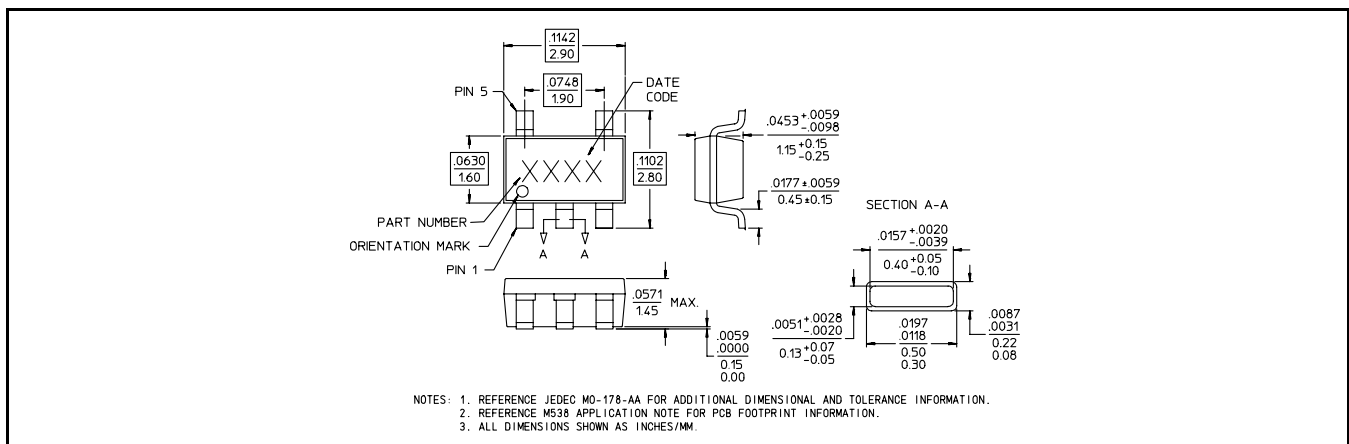 .1142
2.90
.0748
1.90
PIN 5
DATE
CODE
.0630
1.60
XXXX
.1102
2.80
PART NUMBER
ORIENTATION MARK
PIN 1
A
A
.0453 +.0059 -.0098
1.15 +0.15 -0.25
.0177 ±.0059
0.45 ±0.15
SECTION A-A
.0157 +.0020 -.0039
0.40 +0.05 -0.10
.0571
1.45
MAX.
.0059
.0000
0.15
0.00
.0051 +.0028 -.0020
0.13 +0.07 -0.05
.0197
.0118
0.50
0.30
.0087
.0031
0.22
0.08
NOTES: 1. REFERENCE JEDEC MO-178-AA FOR ADDITIONAL DIMENSIONAL AND TOLERANCE INFORMATION.
2. REFERENCE M538 APPLICATION NOTE FOR PCB FOOTPRINT INFORMATION.
3. ALL DIMENSIONS SHOWN AS INCHES/MM.